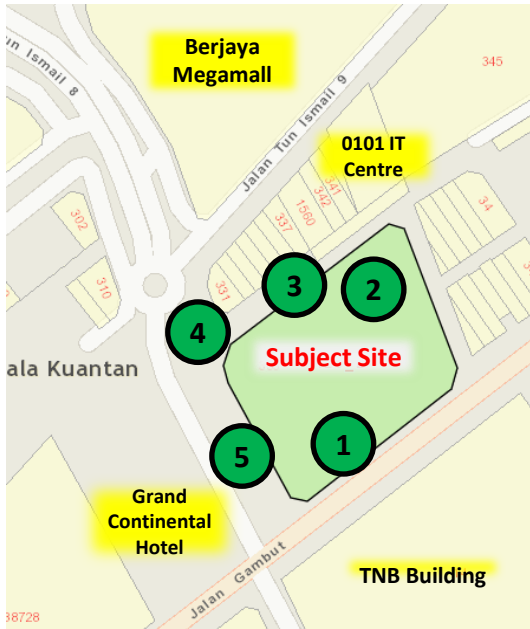 Tun Ismail 8
Berjaya
Megamall
345
Jalan Tun Ismail 9
0101 IT
Centre
341
342
1560
337
331
34
302
310
3
2
4
ala Kuantan
Subject Site
1
5
Grand
Continental
Hotel
Jalan Gambut
TNB Building
38728